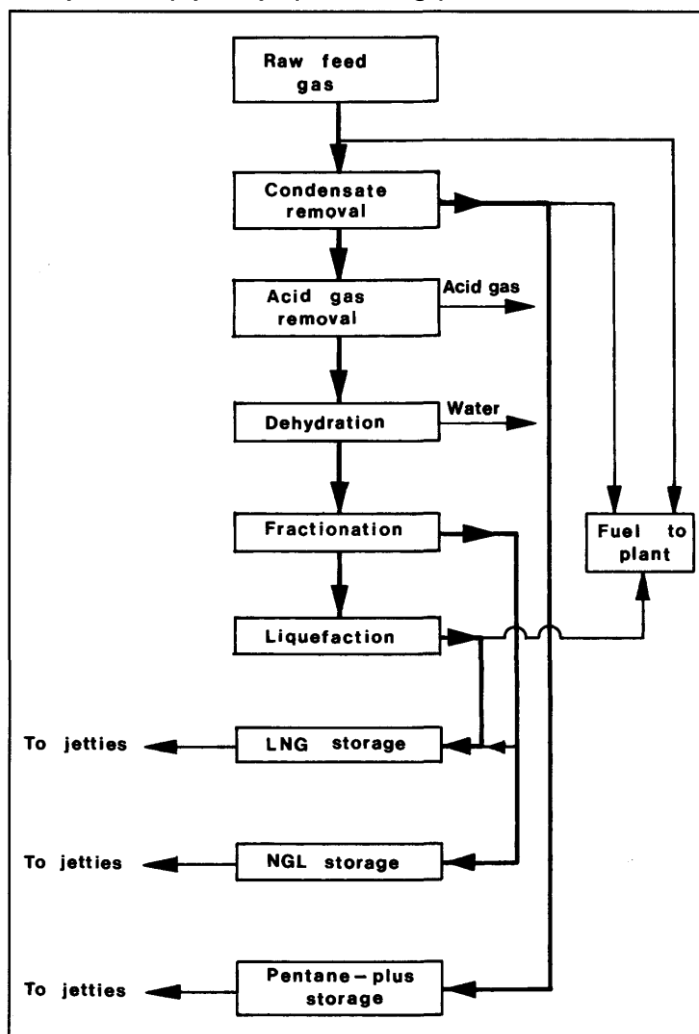 Raw feed
gas
Condensate
removal
Acid gas
removal
Acid gas
Dehydration
Water
Fractionation
Fuel to
plant
Liquefaction
To jetties
LNG storage
To jetties
NGL storage
To jetties
Pentane-plus
storage